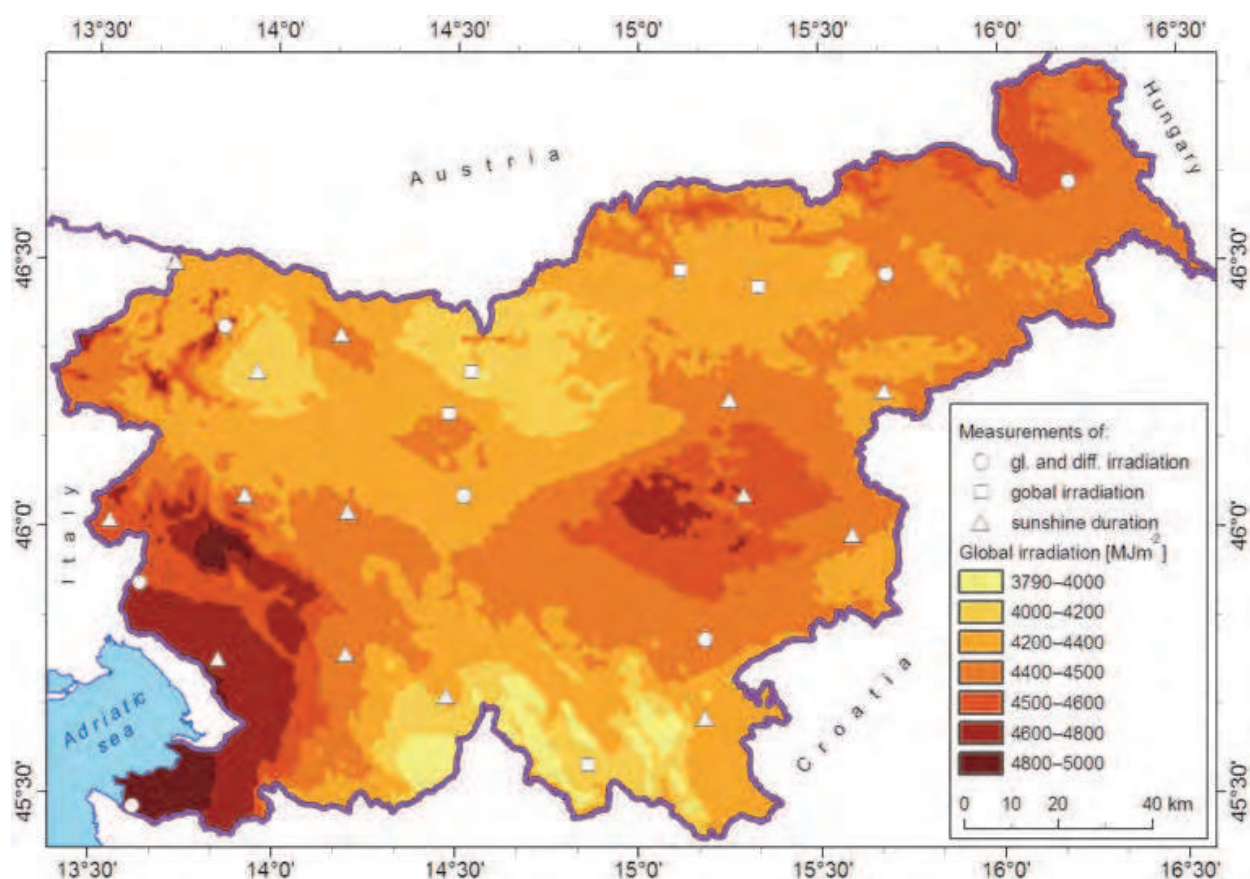 13°30' 14°0' 14°30' 15°0' 15°30' 16°0' 16°30'
Austria
Hungary
46°30' 46°30'
Italy
46°0' 46°0'
Adriatic
sea
Croatia
45°30' 45°30'
Measurements of:
gl. and diff. irradiation
gobal irradiation
sunshine duration
Global irradiation [MJm-2]
3790–4000
4000–4200
4200–4400
4400–4500
4500–4600
4600–4800
4800–5000
0 10 20 40 km
13°30' 14°0' 14°30' 15°0' 15°30' 16°0' 16°30'